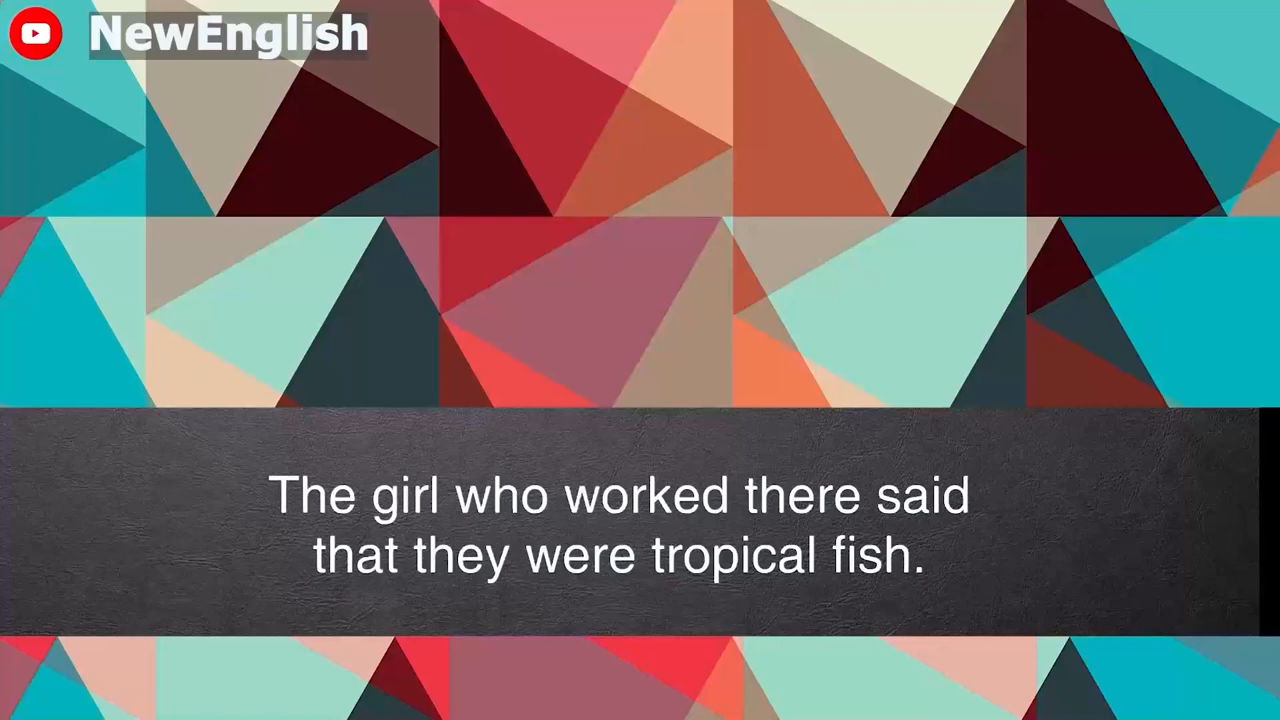 NewEnglish
The girl who worked there said
that they were tropical fish.